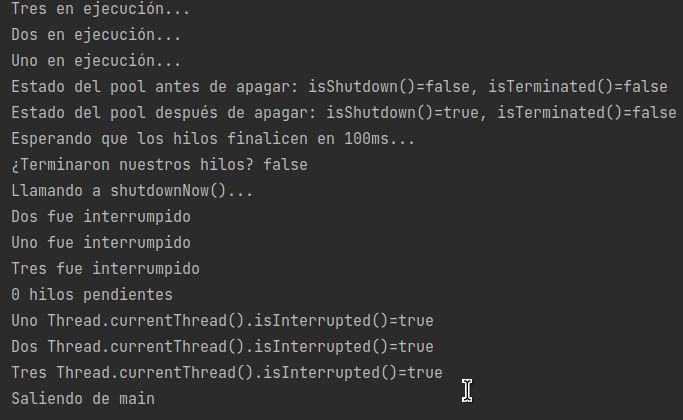 Tres en ejecución...
Dos en ejecución...
Uno en ejecución...
Estado del pool antes de apagar: isShutdown()=false, isTerminated()=false
Estado del pool después de apagar: isShutdown()=true, isTerminated()=false
Esperando que los hilos finalicen en 100ms...
¿Terminaron nuestros hilos? false
Llamando a shutdownNow()...
Dos fue interrumpido
Uno fue interrumpido
Tres fue interrumpido
0 hilos pendientes
Uno Thread.currentThread().isInterrupted()=true
Dos Thread.currentThread().isInterrupted()=true
Tres Thread.currentThread().isInterrupted()=true
Saliendo de main